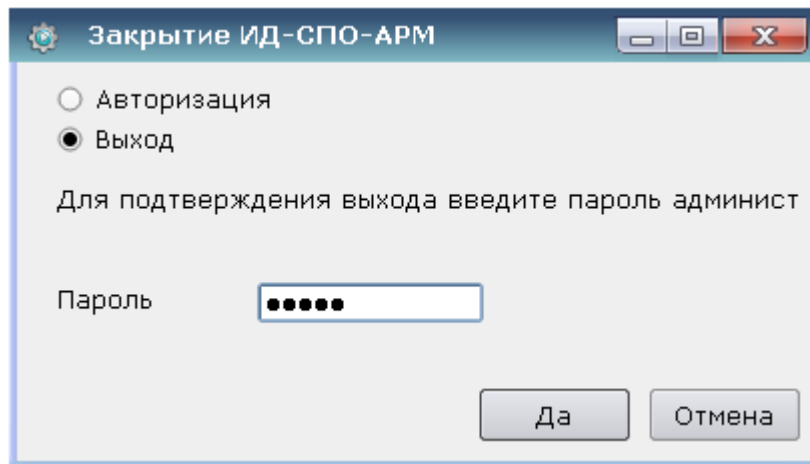 Закрытие ИД-СПО-АРМ
Авторизация
Выход
Для подтверждения выхода введите пароль админист
Пароль •••••
Да Отмена